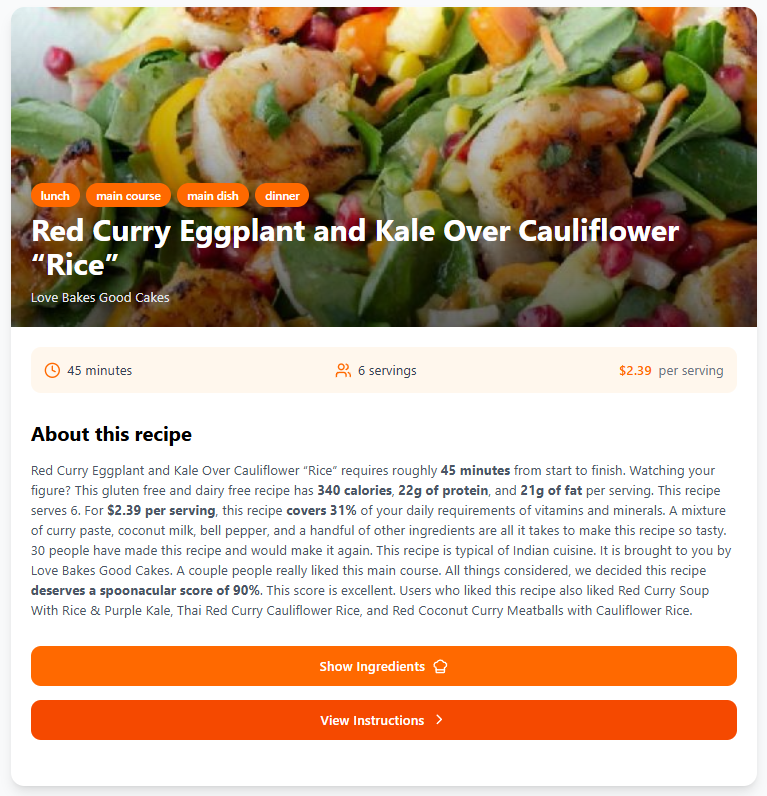 lunch main course main dish dinner
Red Curry Eggplant and Kale Over Cauliflower
“Rice”
Love Bakes Good Cakes
45 minutes 6 servings $2.39 per serving
About this recipe
Red Curry Eggplant and Kale Over Cauliflower “Rice” requires roughly 45 minutes from start to finish. Watching your
figure? This gluten free and dairy free recipe has 340 calories, 22g of protein, and 21g of fat per serving. This recipe
serves 6. For $2.39 per serving, this recipe covers 31% of your daily requirements of vitamins and minerals. A mixture
of curry paste, coconut milk, bell pepper, and a handful of other ingredients are all it takes to make this recipe so tasty.
30 people have made this recipe and would make it again. This recipe is typical of Indian cuisine. It is brought to you by
Love Bakes Good Cakes. A couple people really liked this main course. All things considered, we decided this recipe
deserves a spoonacular score of 90%. This score is excellent. Users who liked this recipe also liked Red Curry Soup
With Rice & Purple Kale, Thai Red Curry Cauliflower Rice, and Red Coconut Curry Meatballs with Cauliflower Rice.
Show Ingredients
View Instructions